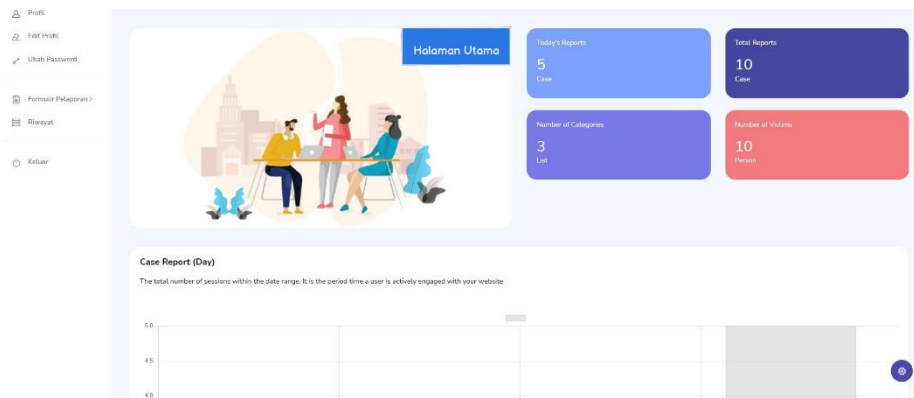 Profil
Edit Profil
Ubah Password
Formulir Pelaporan >
Riwayat
Keluar
Halaman Utama
Today's Reports
5
Case
Total Reports
10
Case
Number of Categories
3
List
Number of Victims
10
Person
Case Report (Day)
The total number of sessions within the date range. It is the period time a user is actively engaged with your website
5.0
4.5
4.0